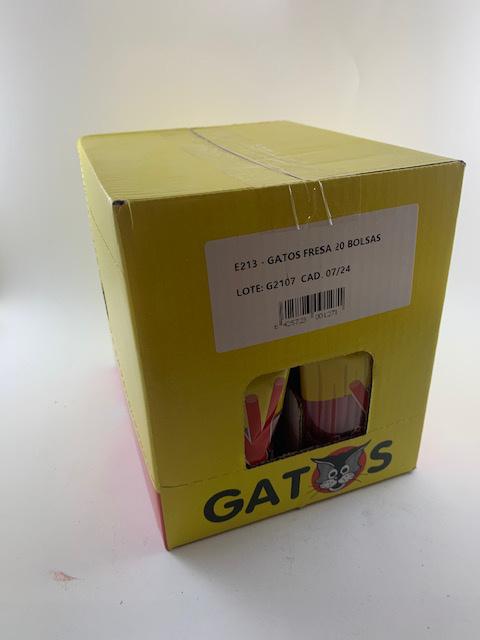 E213 - GATOS FRESA 20 BOLSAS
LOTE: G2107 CAD. 07/24
GATOS